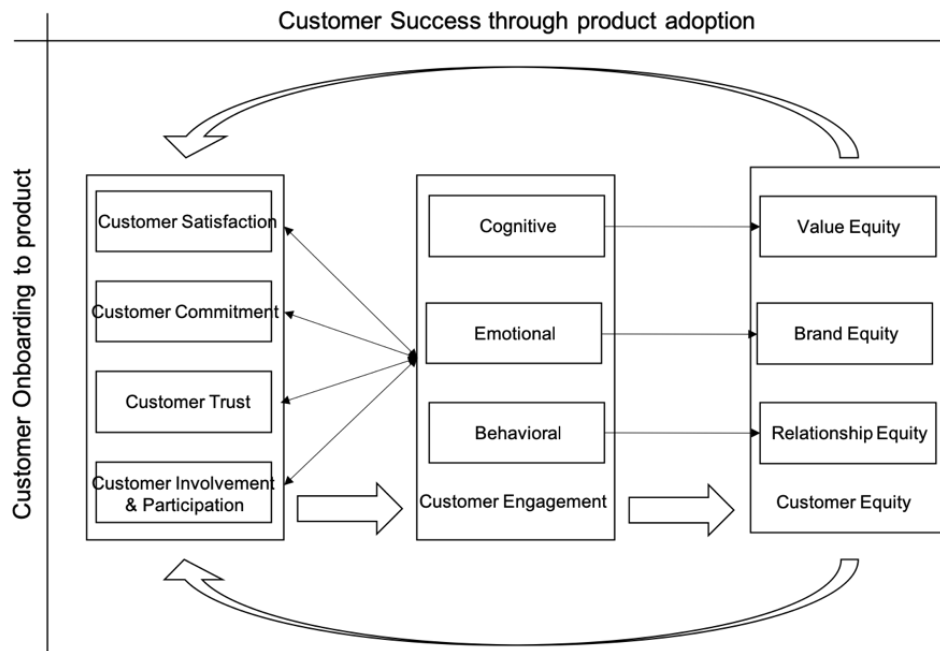 Customer Success through product adoption
Customer Onboarding to product
Customer Satisfaction
Customer Commitment
Customer Trust
Customer Involvement
& Participation
Cognitive
Emotional
Behavioral
Customer Engagement
Value Equity
Brand Equity
Relationship Equity
Customer Equity